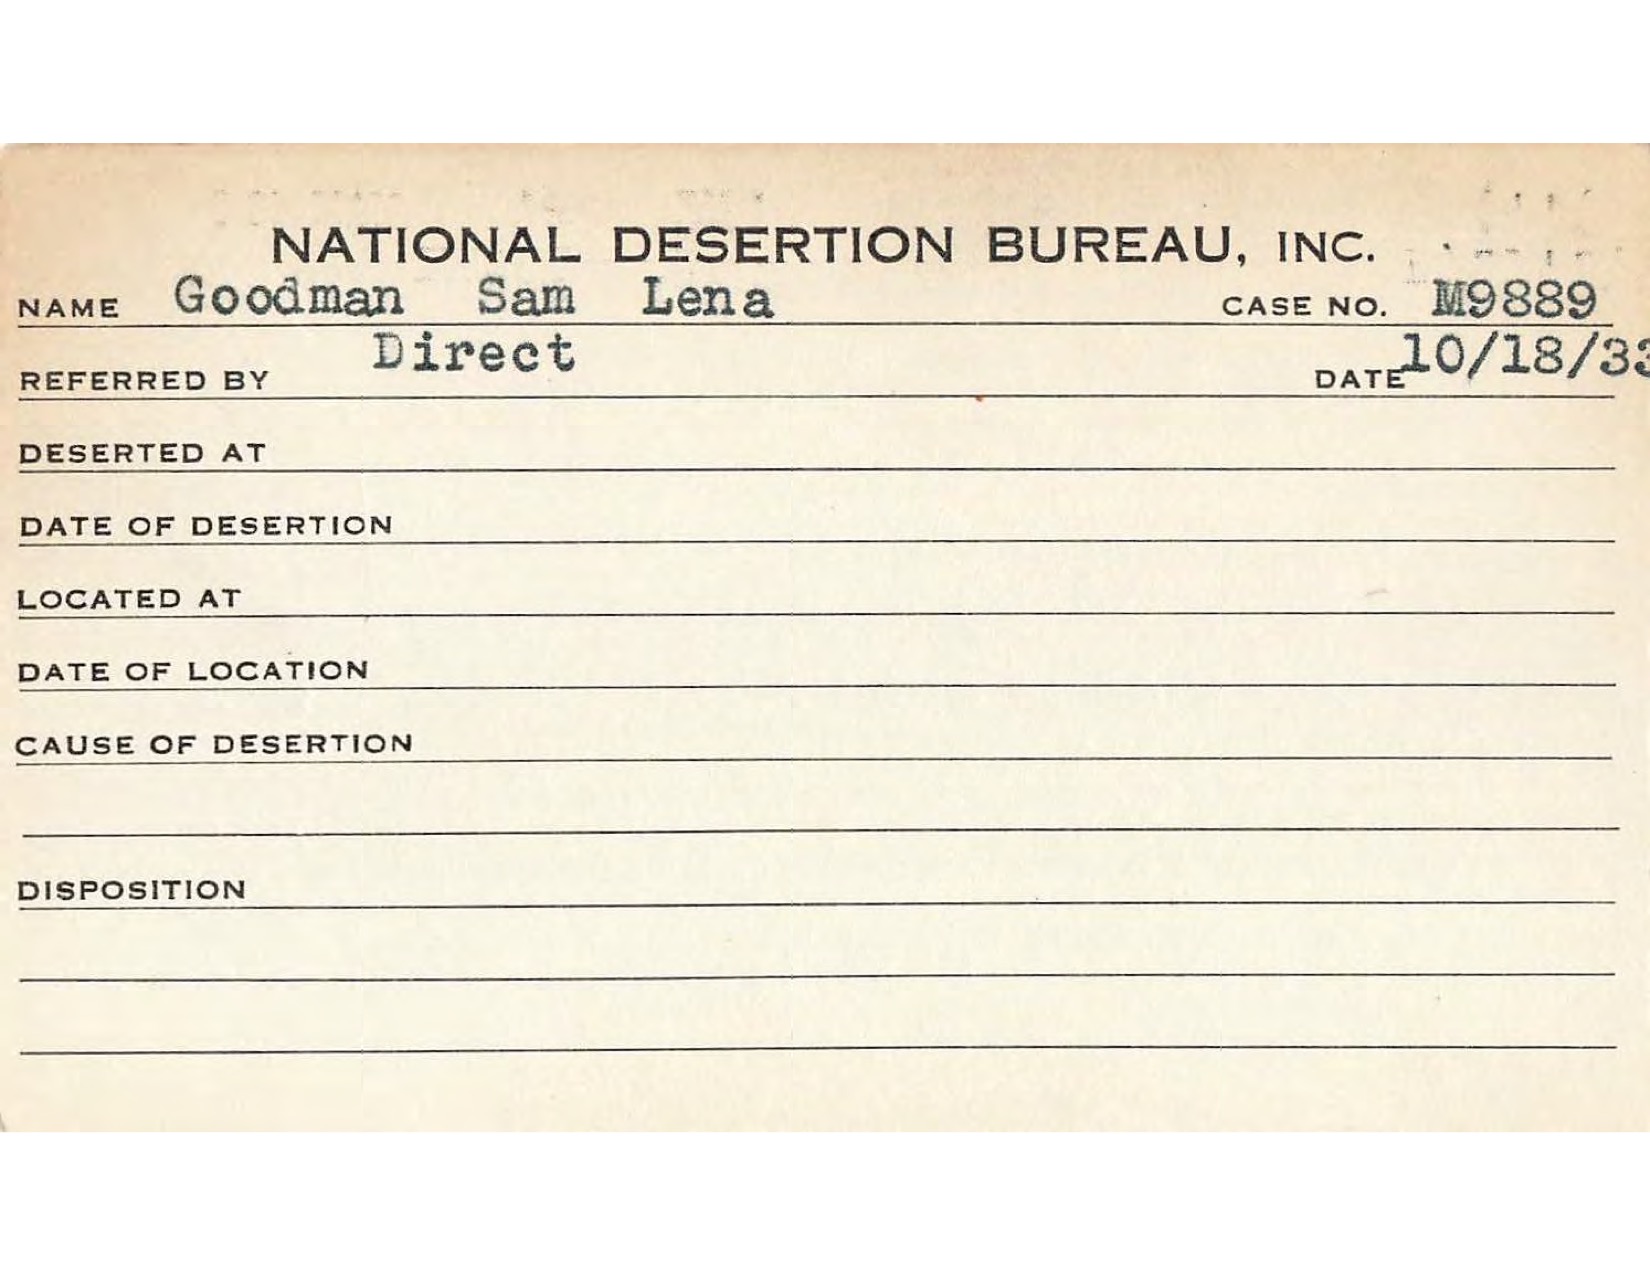 NATIONAL DESERTION BUREAU, INC.
NAME Goodman Sam Lena CASE NO. M9889
REFERRED BY Direct DATE 10/18/33
DESERTED AT
DATE OF DESERTION
LOCATED AT
DATE OF LOCATION
CAUSE OF DESERTION
DISPOSITION